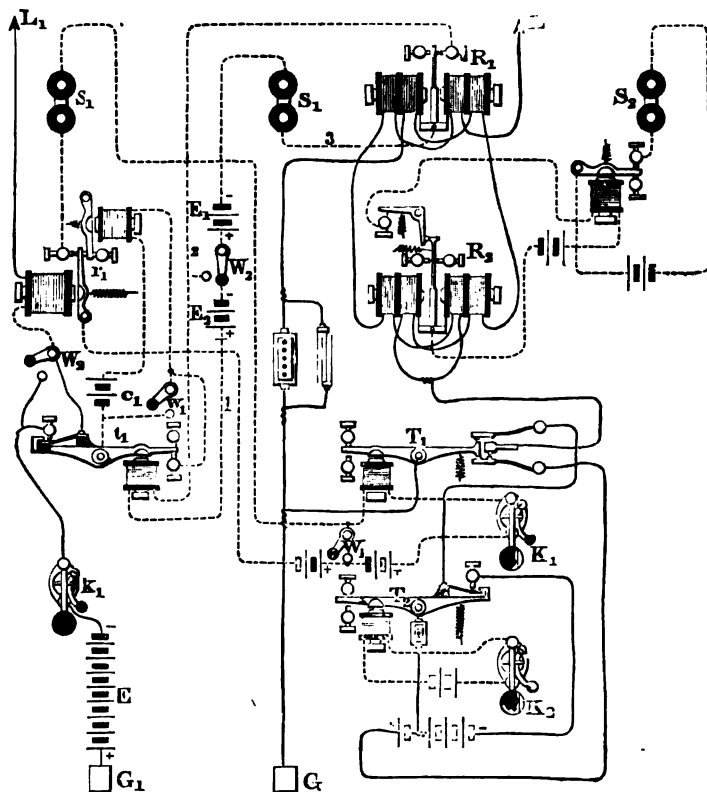 L₁
S₁
S₁
R₁
S₂
3
E₁
2
W₂
E₂
R₂
r₁
W₂
c₁
w₁
1
t₁
T₁
K₁
W₁
k₁
T₂
K₂
E
G₁
G